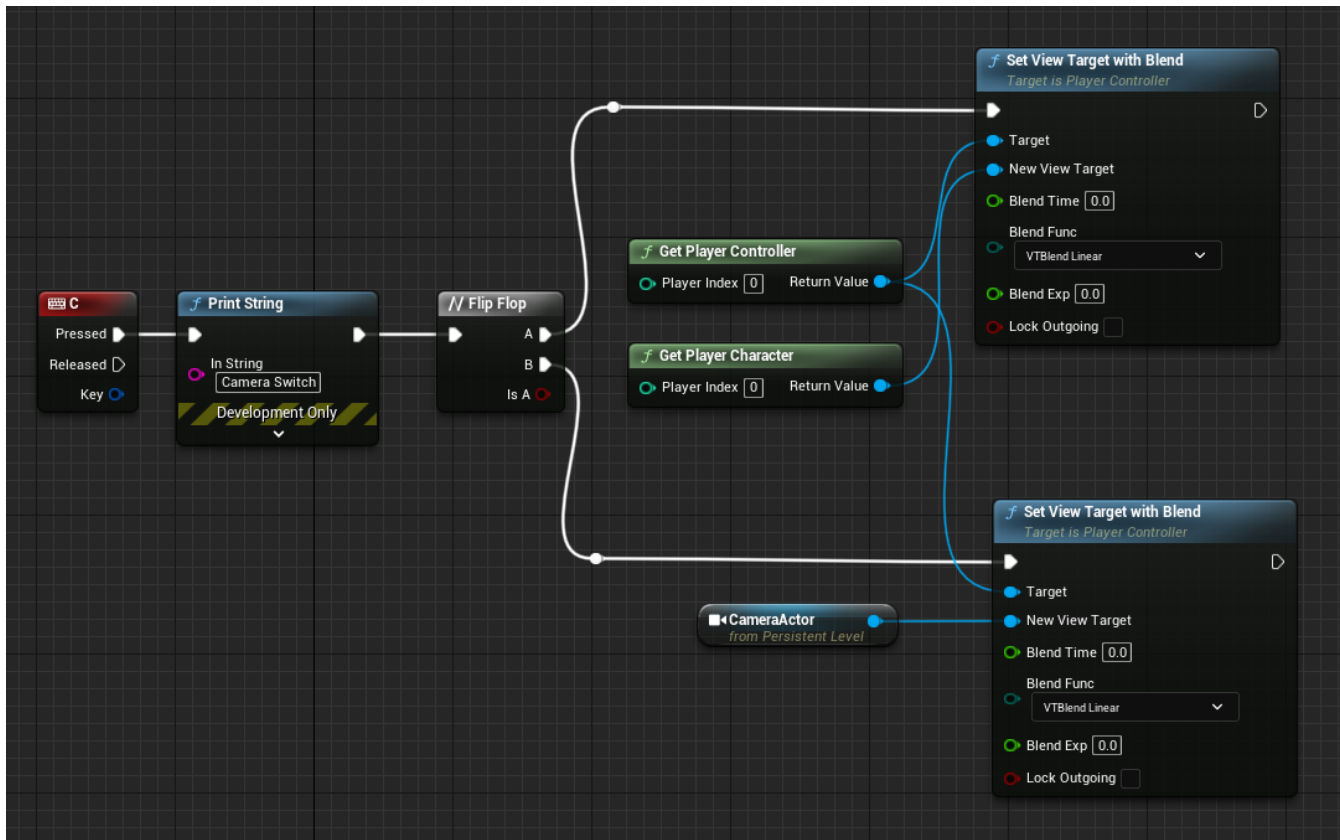 C
Pressed
Released
Key
f Print String
In String
Camera Switch
Development Only
// Flip Flop
A
B
Is A
f Get Player Controller
Player Index 0 Return Value
f Get Player Character
Player Index 0 Return Value
f Set View Target with Blend
Target is Player Controller
Target
New View Target
Blend Time 0.0
Blend Func
VTBlend Linear
Blend Exp 0.0
Lock Outgoing
CameraActor
from Persistent Level
f Set View Target with Blend
Target is Player Controller
Target
New View Target
Blend Time 0.0
Blend Func
VTBlend Linear
Blend Exp 0.0
Lock Outgoing